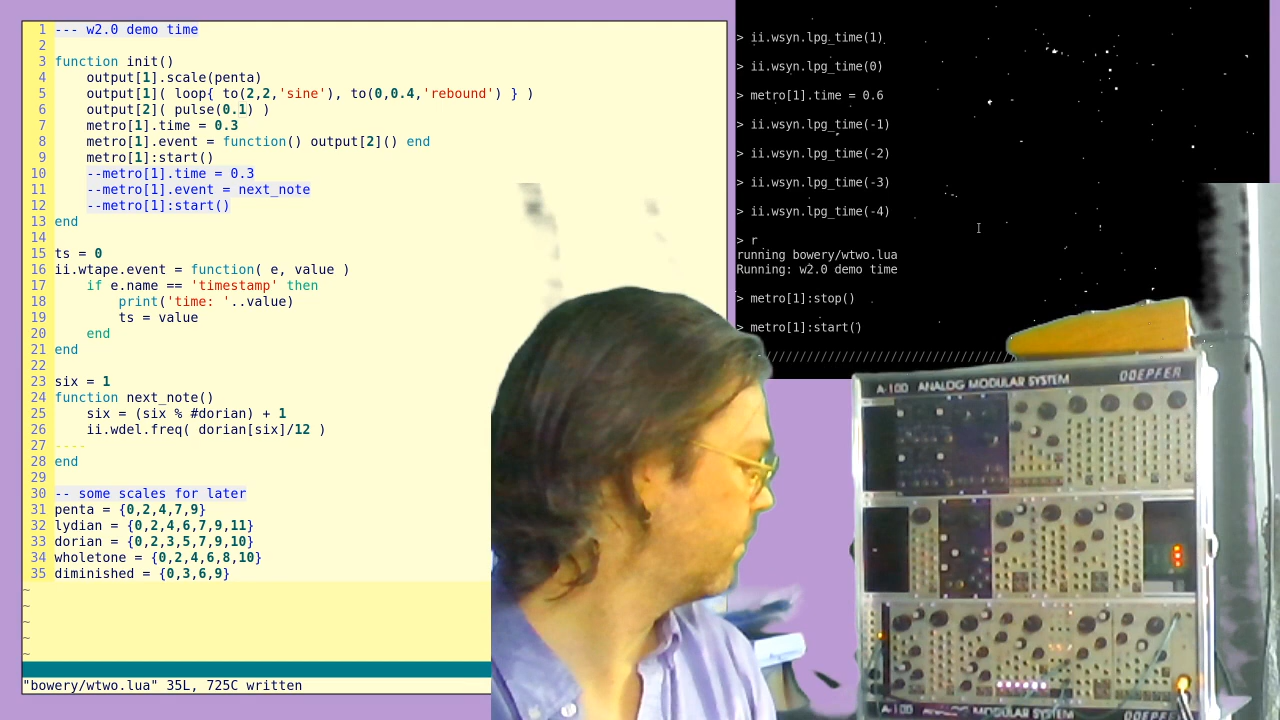 1 --- w2.0 demo time
2
3 function init()
4     output[1].scale(penta)
5     output[1]( loop{ to(2,2,'sine'), to(0,0.4,'rebound') } )
6     output[2]( pulse(0.1) )
7     metro[1].time = 0.3
8     metro[1].event = function() output[2]() end
9     metro[1]:start()
10     --metro[1].time = 0.3
11     --metro[1].event = next_note
12     --metro[1]:start()
13 end
14
15 ts = 0
16 ii.wtape.event = function( e, value )
17     if e.name == 'timestamp' then
18         print('time: '..value)
19         ts = value
20     end
21 end
22
23 six = 1
24 function next_note()
25     six = (six % #dorian) + 1
26     ii.wdel.freq( dorian[six]/12 )
27 ----
28 end
29
30 -- some scales for later
31 penta = {0,2,4,7,9}
32 lydian = {0,2,4,6,7,9,11}
33 dorian = {0,2,3,5,7,9,10}
34 wholetone = {0,2,4,6,8,10}
35 diminished = {0,3,6,9}
~
~
~
~
~
"bowery/wtwo.lua" 35L, 725C written
> ii.wsyn.lpg_time(1)
> ii.wsyn.lpg_time(0)
> metro[1].time = 0.6
> ii.wsyn.lpg_time(-1)
> ii.wsyn.lpg_time(-2)
> ii.wsyn.lpg_time(-3)
> ii.wsyn.lpg_time(-4)
> r
running bowery/wtwo.lua
Running: w2.0 demo time
> metro[1]:stop()
> metro[1]:start()
A-100 ANALOG MODULAR SYSTEM DOEPFER
A-100 ANALOG MODULAR SYSTEM DOEPFER